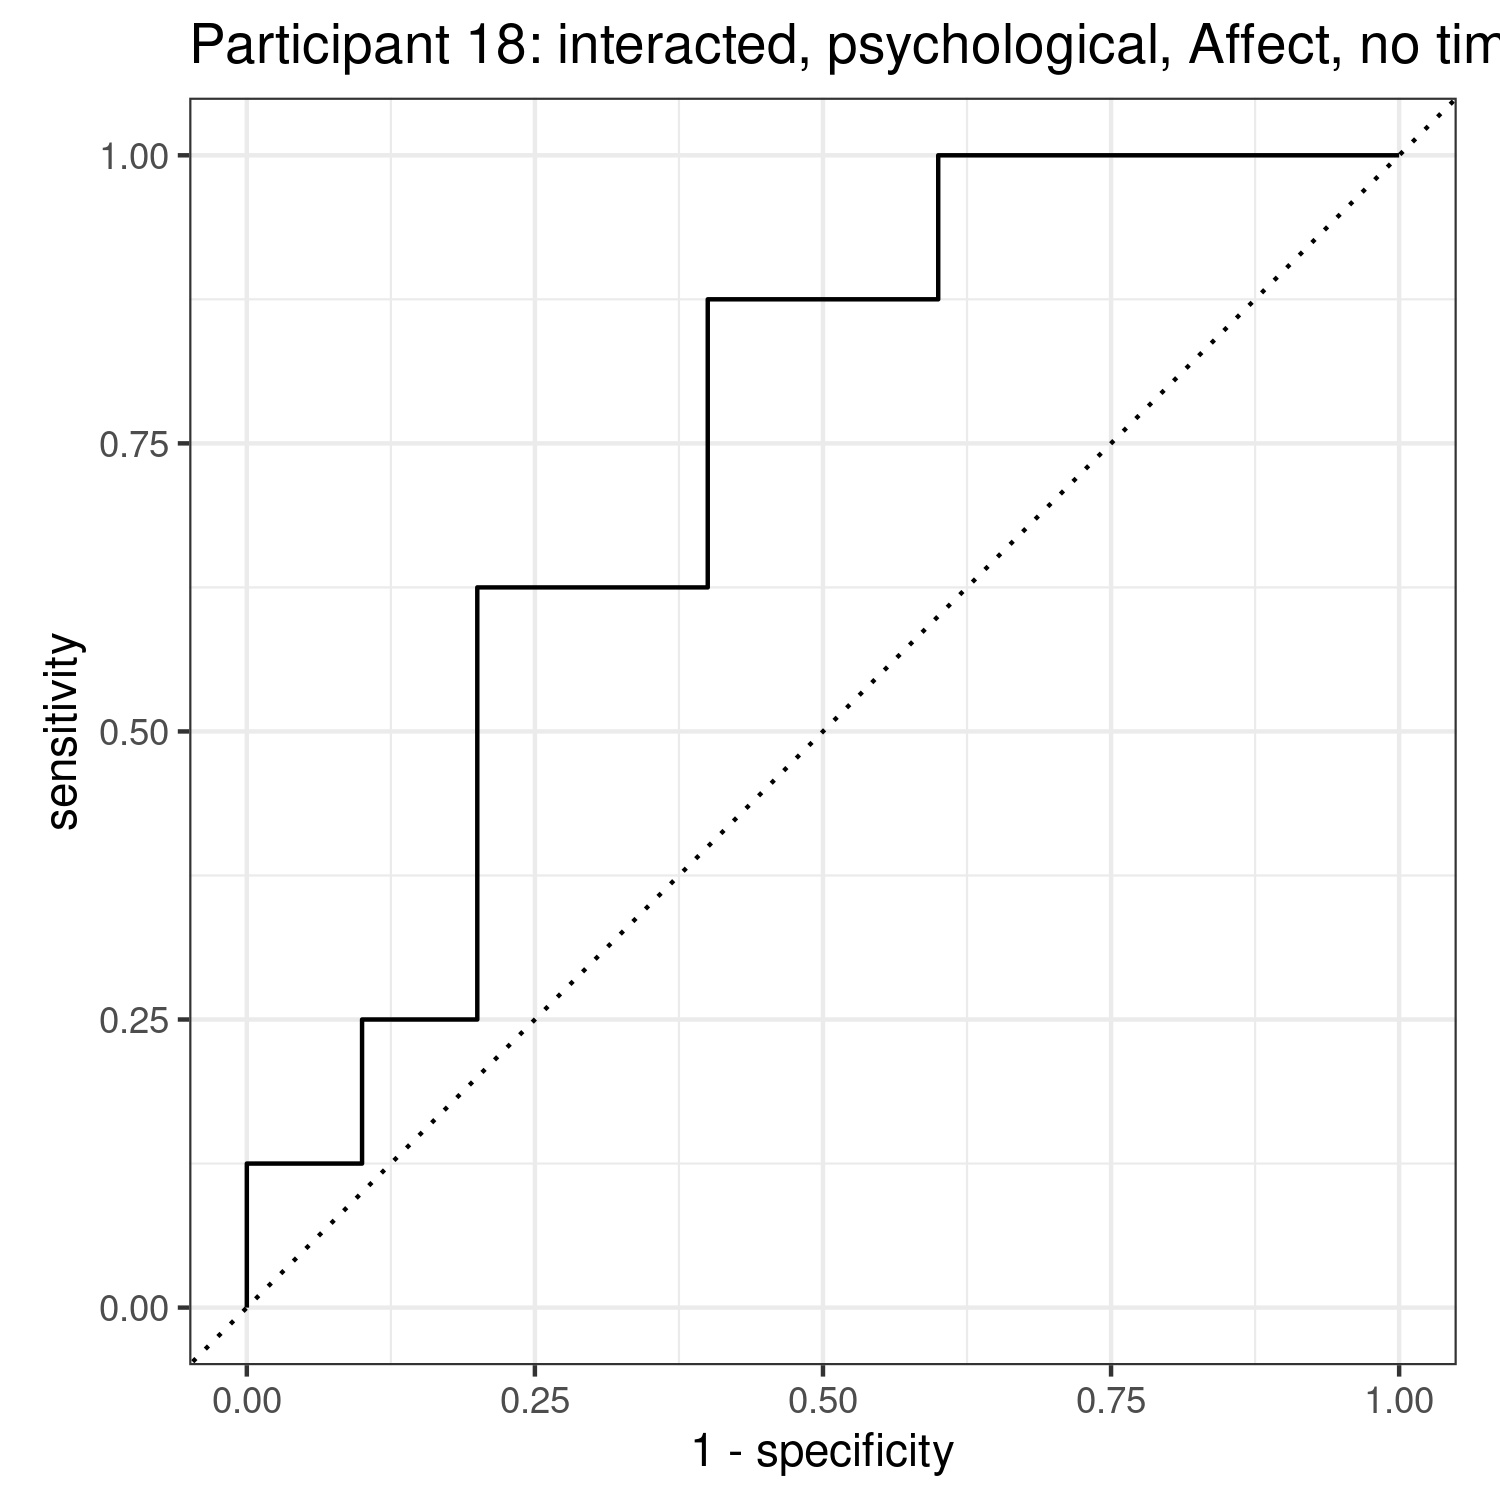 Participant 18: interacted, psychological, Affect, no tim
1.00
0.75
0.50
0.25
0.00
sensitivity
0.00 0.25 0.50 0.75 1.00
1 - specificity